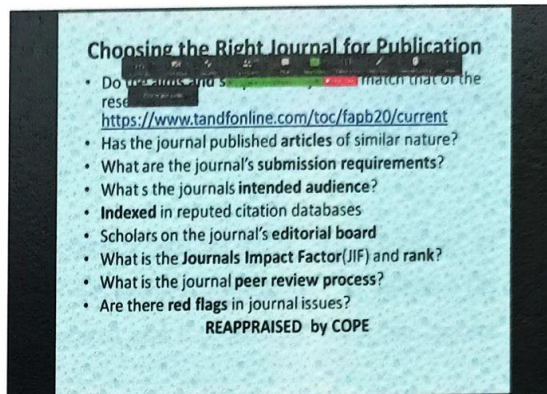 Choosing the Right Journal for Publication
• Do the aims and s match that of the
rese
https://www.tandfonline.com/toc/fapb20/current
• Has the journal published articles of similar nature?
• What are the journal's submission requirements?
• What s the journals intended audience?
• Indexed in reputed citation databases
• Scholars on the journal's editorial board
• What is the Journals Impact Factor(JIF) and rank?
• What is the journal peer review process?
• Are there red flags in journal issues?
REAPPRAISED by COPE